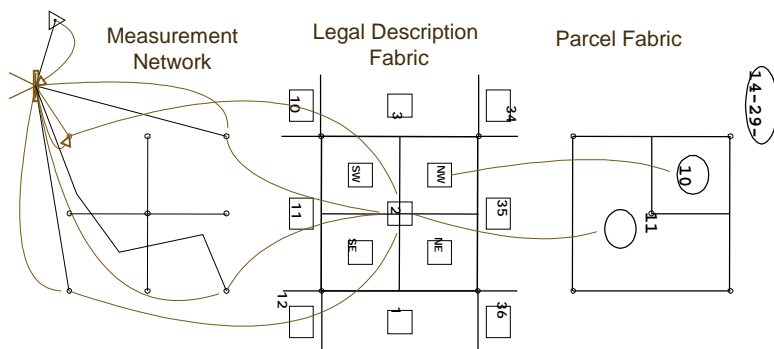 Measurement
Network
Legal Description
Fabric
Parcel Fabric
10
3
34
14-29-
SW
NW
10
11
2
35
11
SE
NE
12
1
36